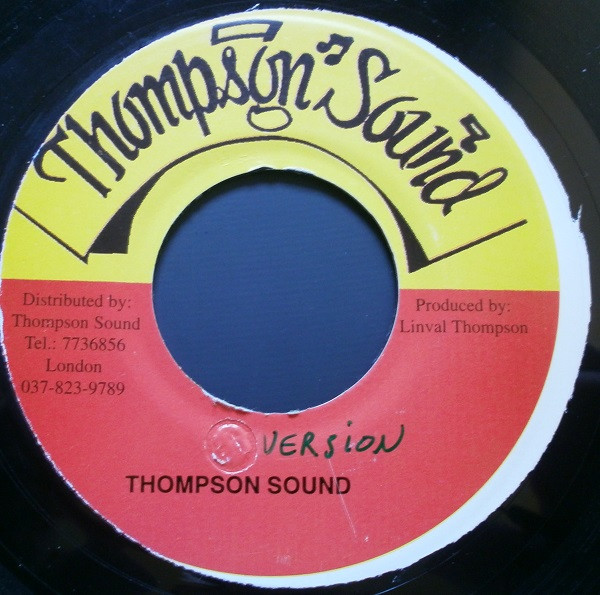 Thompson Sound
Distributed by:
Thompson Sound
Tel.: 7736856
London
037-823-9789
Produced by:
Linval Thompson
VERSION
THOMPSON SOUND